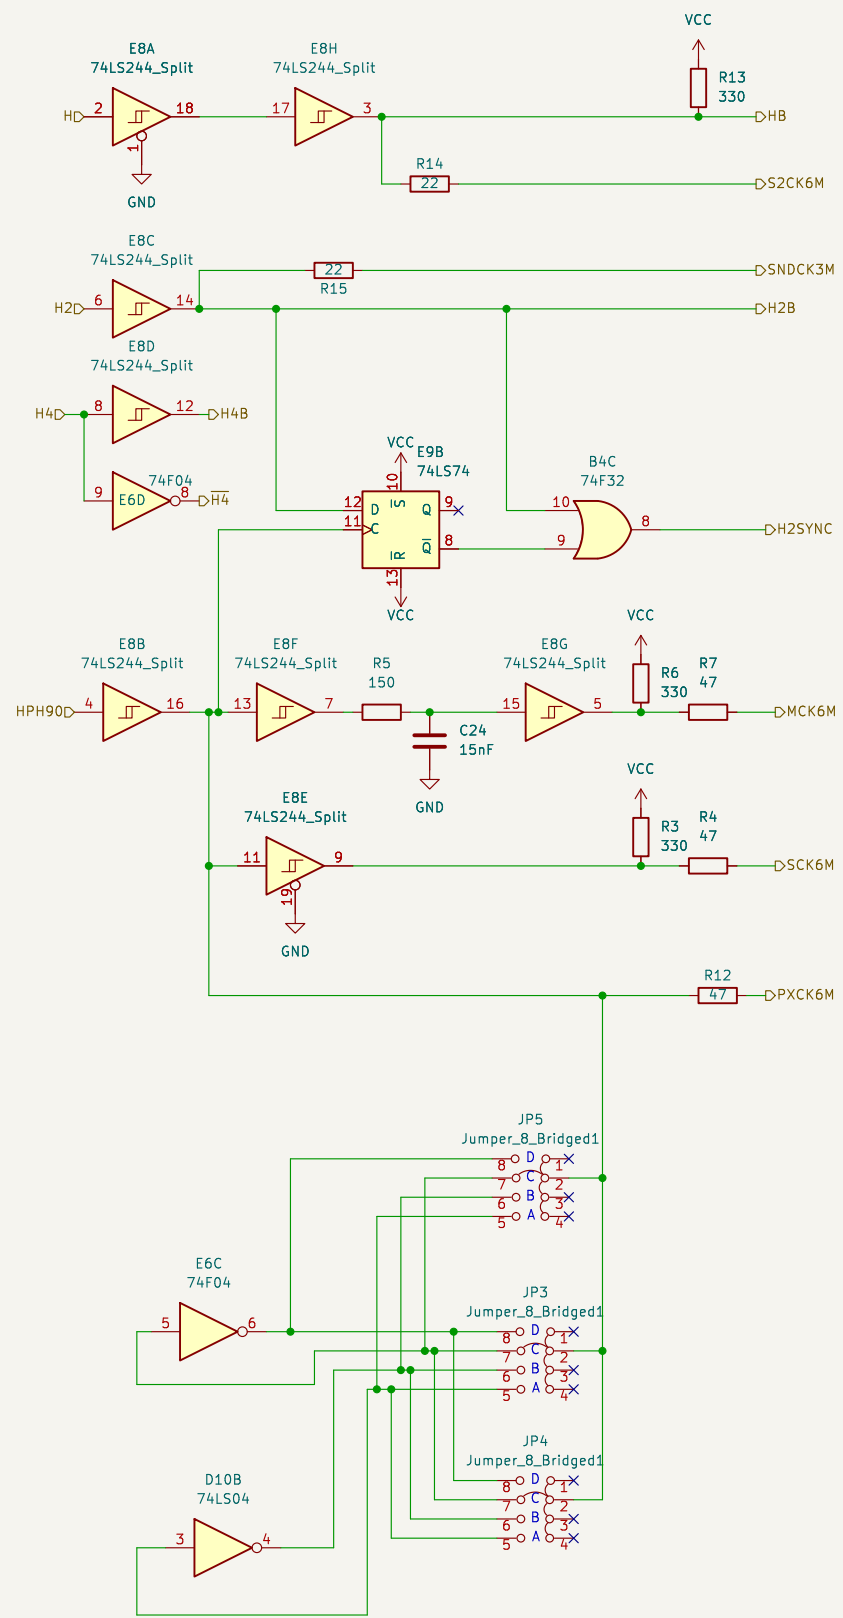 VCC
E8A
74LS244_Split
E8H
74LS244_Split
R13
330
H
2
18
17
3
HB
1
GND
R14
22
S2CK6M
E8C
74LS244_Split
22
R15
SNDCK3M
H2
6
14
H2B
E8D
74LS244_Split
H4
8
12
H4B
74F04
9
E6D
8
H4
VCC
E9B
74LS74
10
12
D
S
Q
9
11
C
R
Q
8
13
VCC
B4C
74F32
10
9
8
H2SYNC
E8B
74LS244_Split
E8F
74LS244_Split
R5
150
E8G
74LS244_Split
VCC
R6
330
R7
47
HPH90
4
16
13
7
15
5
MCK6M
C24
15nF
GND
VCC
E8E
74LS244_Split
R3
330
R4
47
11
9
SCK6M
19
GND
R12
47
PXCK6M
JP5
Jumper_8_Bridged1
8
D
1
7
C
2
6
B
3
5
A
4
E6C
74F04
5
6
JP3
Jumper_8_Bridged1
8
D
1
7
C
2
6
B
3
5
A
4
JP4
Jumper_8_Bridged1
8
D
1
7
C
2
6
B
3
5
A
4
D10B
74LS04
3
4